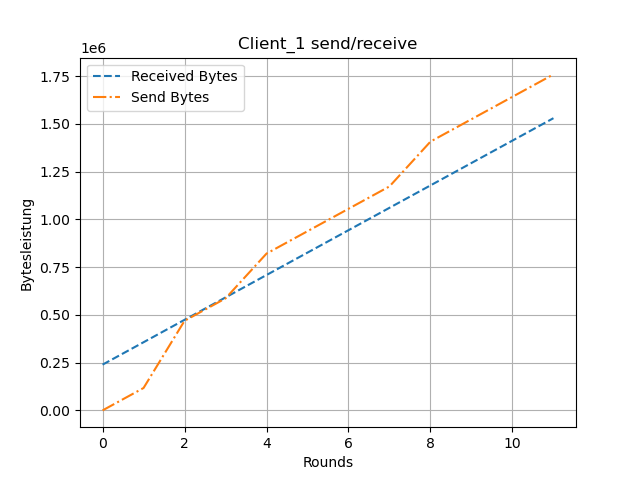 Client_1 send/receive
1e6
Received Bytes
Send Bytes
1.75
1.50
1.25
1.00
0.75
0.50
0.25
0.00
Bytesleistung
0 2 4 6 8 10
Rounds